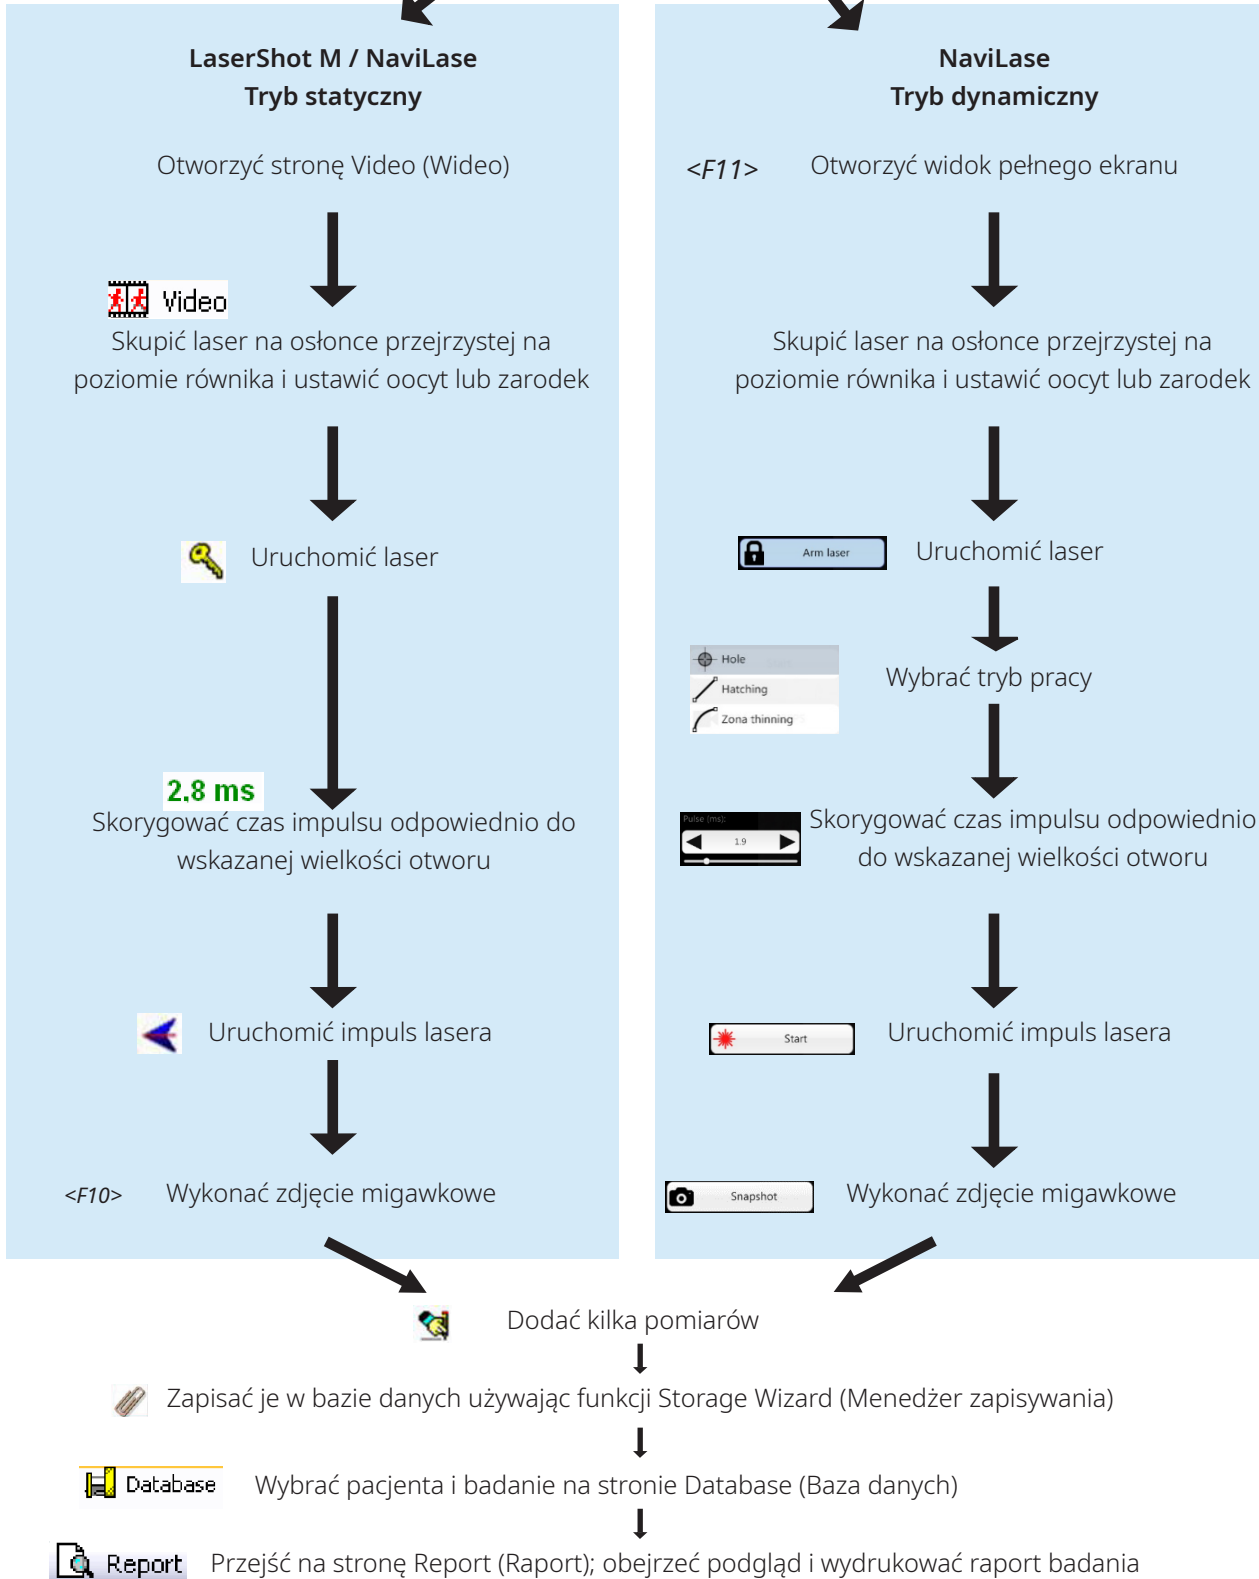 LaserShot M / NaviLase
Tryb statyczny
Otworzyć stronę Video (Wideo)
Video
Skupić laser na osłonce przejrzystej na
poziomie równika i ustawić oocyt lub zarodek
Uruchomić laser
2.8 ms
Skorygować czas impulsu odpowiednio do
wskazanej wielkości otworu
Uruchomić impuls lasera
<F10> Wykonać zdjęcie migawkowe
NaviLase
Tryb dynamiczny
<F11> Otworzyć widok pełnego ekranu
Skupić laser na osłonce przejrzystej na
poziomie równika i ustawić oocyt lub zarodek
Arm laser Uruchomić laser
Hole
Hatching
Zona thinning
Wybrać tryb pracy
Pulse (ms):
1.9
Skorygować czas impulsu odpowiednio
do wskazanej wielkości otworu
Start Uruchomić impuls lasera
Snapshot Wykonać zdjęcie migawkowe
Dodać kilka pomiarów
Zapisać je w bazie danych używając funkcji Storage Wizard (Menedżer zapisywania)
Database Wybrać pacjenta i badanie na stronie Database (Baza danych)
Report Przejść na stronę Report (Raport); obejrzeć podgląd i wydrukować raport badania